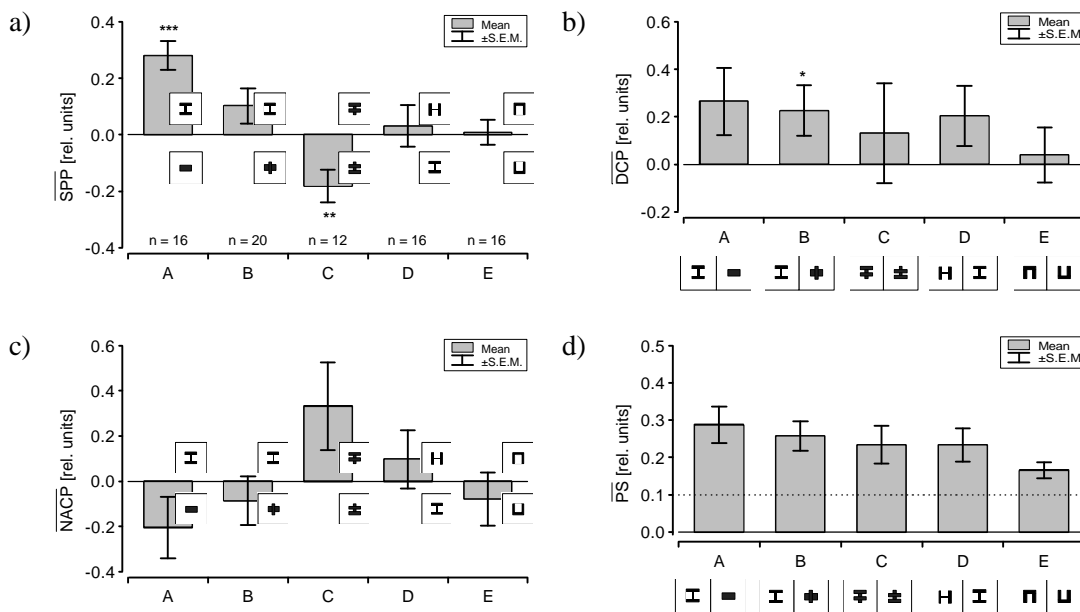 a)
SPP [rel. units]
0.4
0.2
0.0
-0.2
-0.4
***
**
Mean
±S.E.M.
n = 16
n = 20
n = 12
n = 16
n = 16
A
B
C
D
E
b)
DCP [rel. units]
0.6
0.4
0.2
0.0
-0.2
*
Mean
±S.E.M.
A
B
C
D
E
c)
NACP [rel. units]
0.6
0.4
0.2
0.0
-0.2
-0.4
Mean
±S.E.M.
A
B
C
D
E
d)
PS [rel. units]
0.5
0.4
0.3
0.2
0.1
0.0
Mean
±S.E.M.
A
B
C
D
E